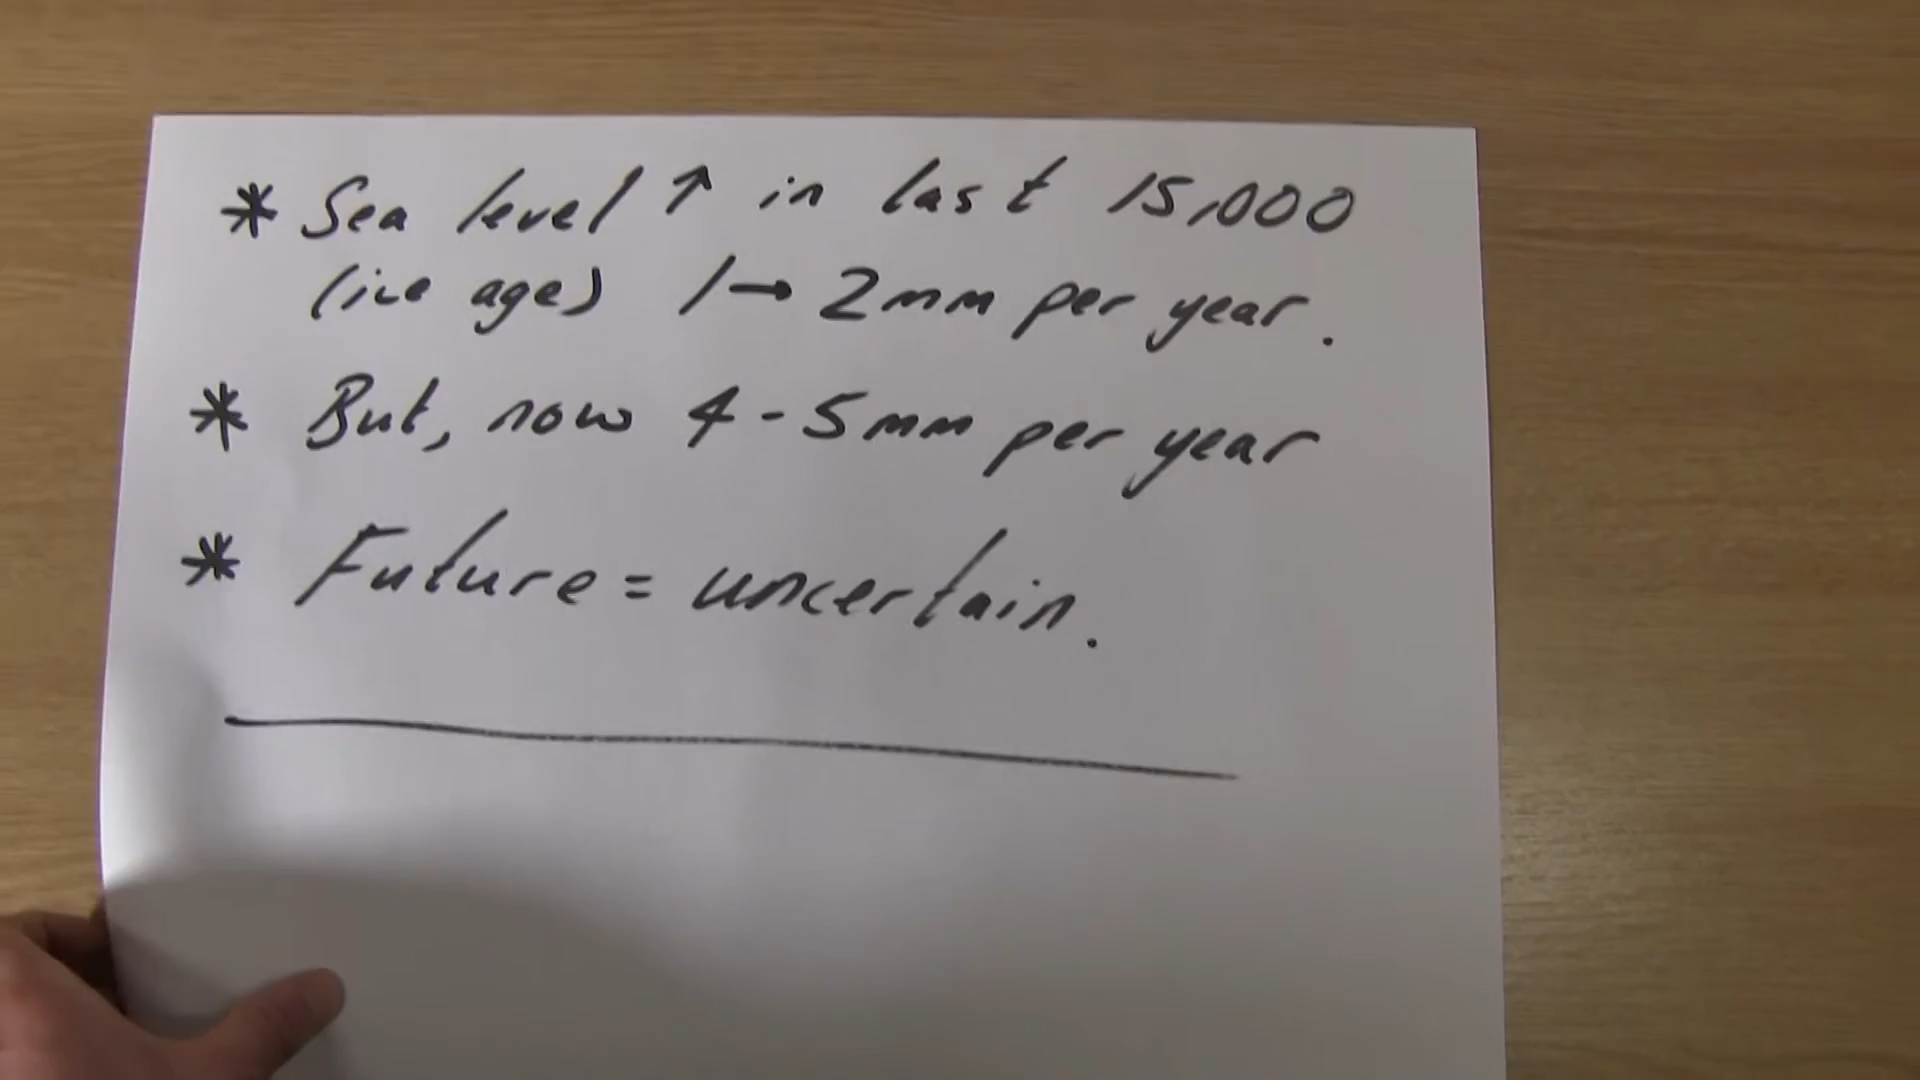 * Sea level ↑ in last 15,000
(ice age) 1→2mm per year.
* But, now 4-5mm per year
* Future = uncertain.